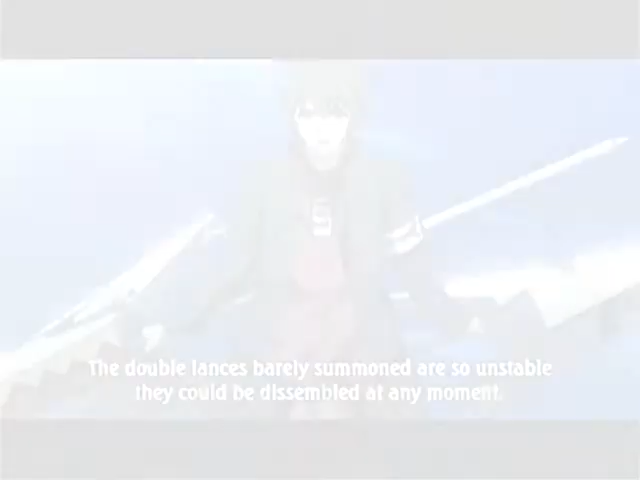 The double lances barely summoned are so unstable
they could be dissembled at any moment.